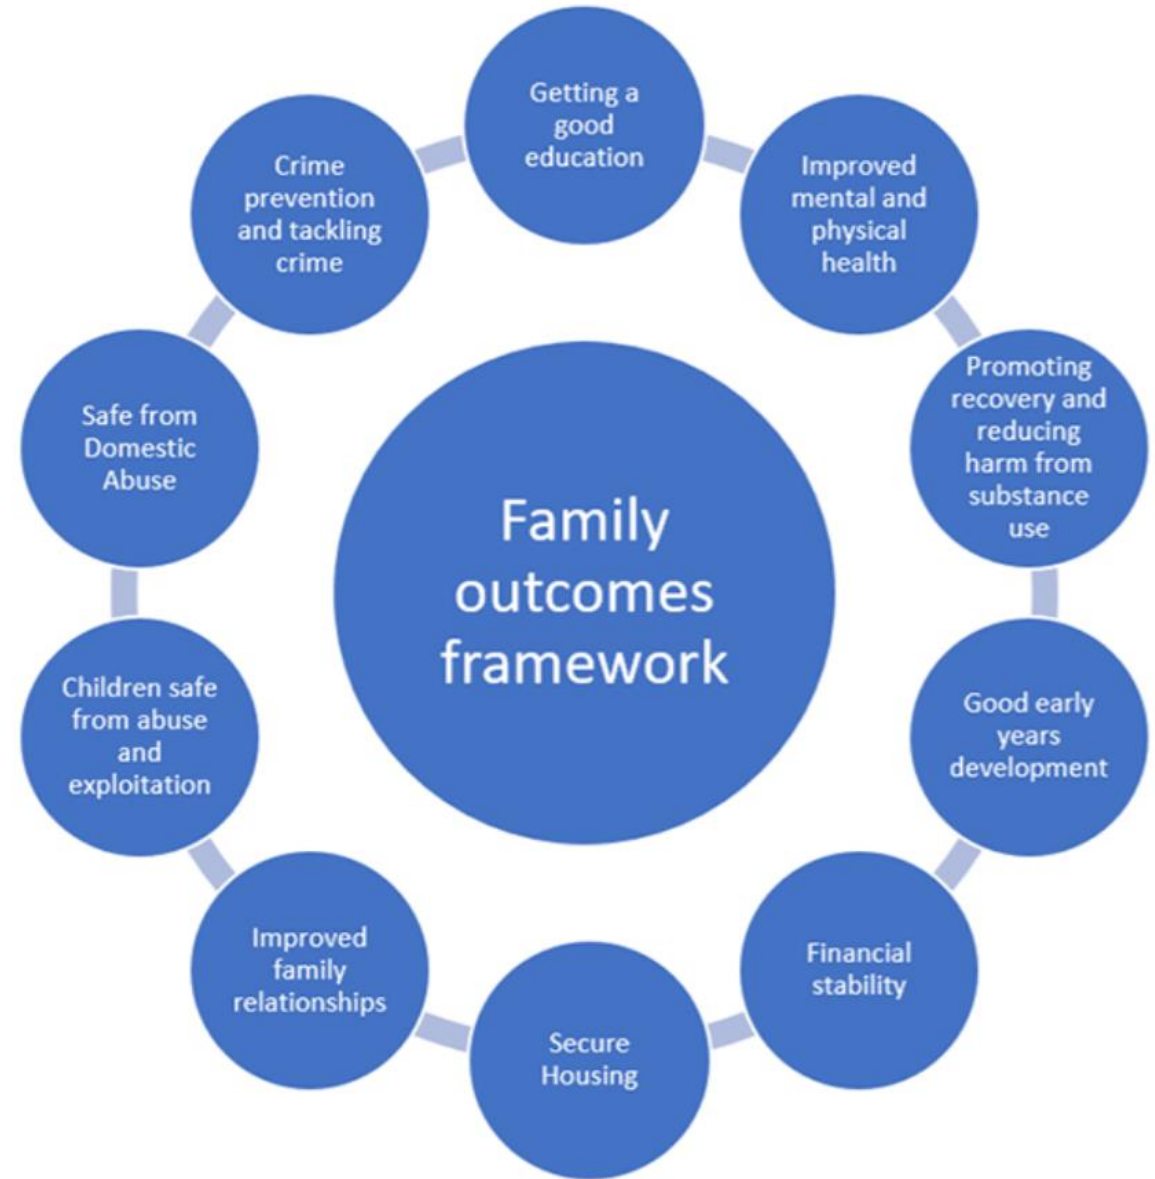 Getting a
good
education
Improved
mental and
physical
health
Promoting
recovery and
reducing
harm from
substance
use
Good early
years
development
Financial
stability
Secure
Housing
Improved
family
relationships
Children safe
from abuse
and
exploitation
Safe from
Domestic
Abuse
Crime
prevention
and tackling
crime
Family
outcomes
framework